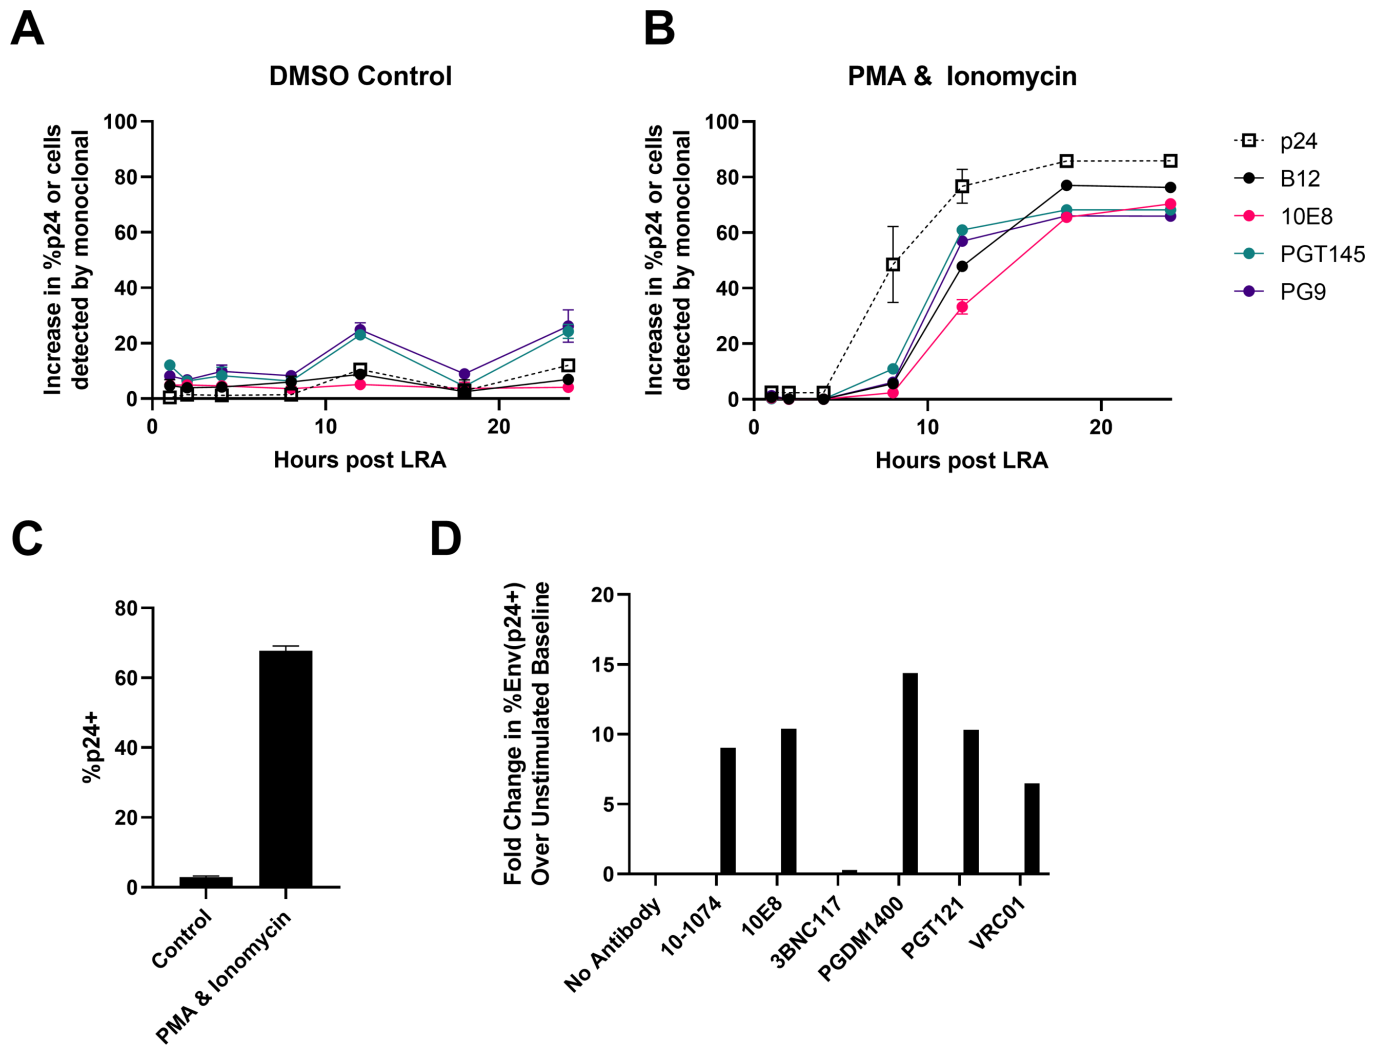 A
B
DMSO Control
PMA & Ionomycin
Increase in %p24 or cells
detected by monoclonal
100
80
60
40
20
0
0
10
20
Hours post LRA
Increase in %p24 or cells
detected by monoclonal
100
80
60
40
20
0
0
10
20
Hours post LRA
p24
B12
10E8
PGT145
PG9
C
D
%p24+
80
60
40
20
0
Control
PMA & Ionomycin
Fold Change in %Env(p24+)
Over Unstimulated Baseline
20
15
10
5
0
No Antibody
10-1074
10E8
3BNC117
PGDM1400
PGT121
VRC01